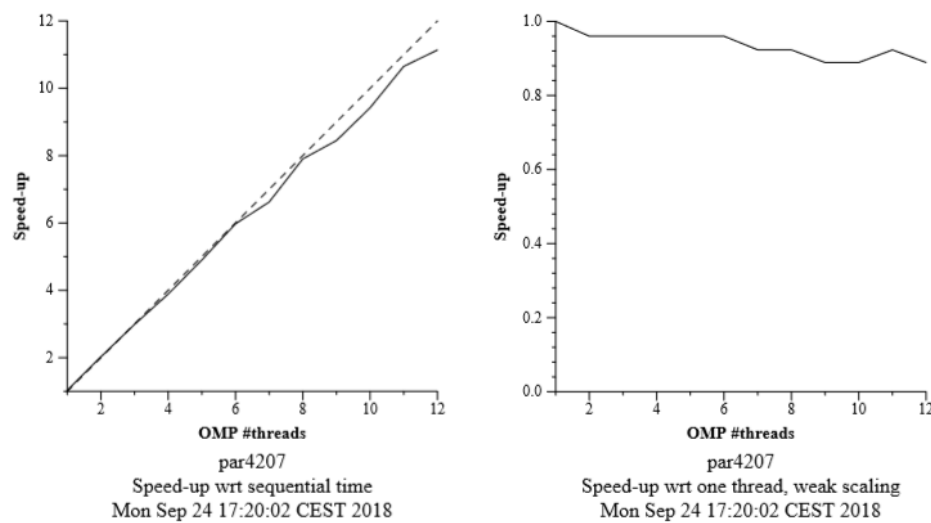 12
10
8
6
4
2
Speed-up
2 4 6 8 10 12
OMP #threads
par4207
Speed-up wrt sequential time
Mon Sep 24 17:20:02 CEST 2018
1.0
0.8
0.6
0.4
0.2
0.0
Speed-up
2 4 6 8 10 12
OMP #threads
par4207
Speed-up wrt one thread, weak scaling
Mon Sep 24 17:20:02 CEST 2018